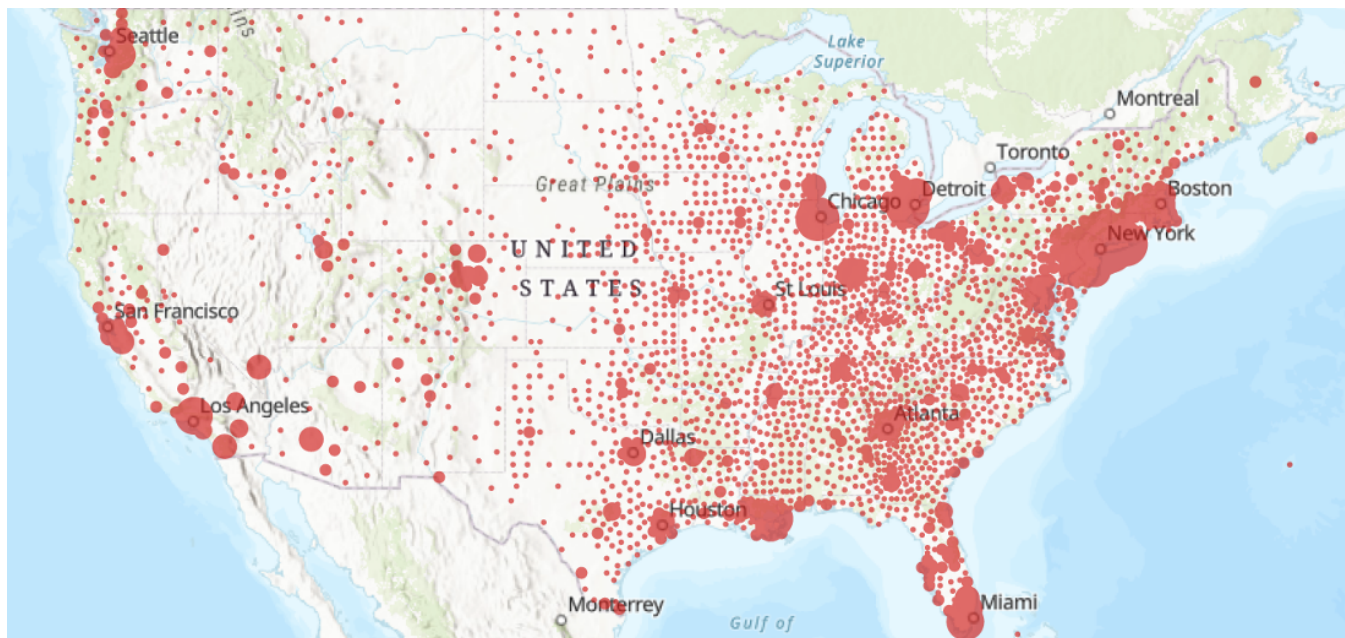 Seattle
ins
Lake
Superior
Montreal
Toronto
Great Plains
Detroit
Boston
Chicago
New York
UNITED
STATES
St Louis
San Francisco
Los Angeles
Atlanta
Dallas
Houston
Monterrey
Miami
Gulf of